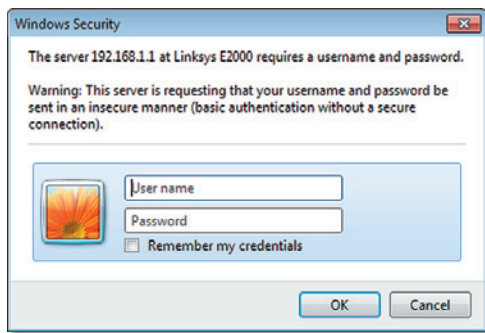 Windows Security
The server 192.168.1.1 at Linksys E2000 requires a username and password.
Warning: This server is requesting that your username and password be
sent in an insecure manner (basic authentication without a secure
connection).
User name
Password
Remember my credentials
OK
Cancel